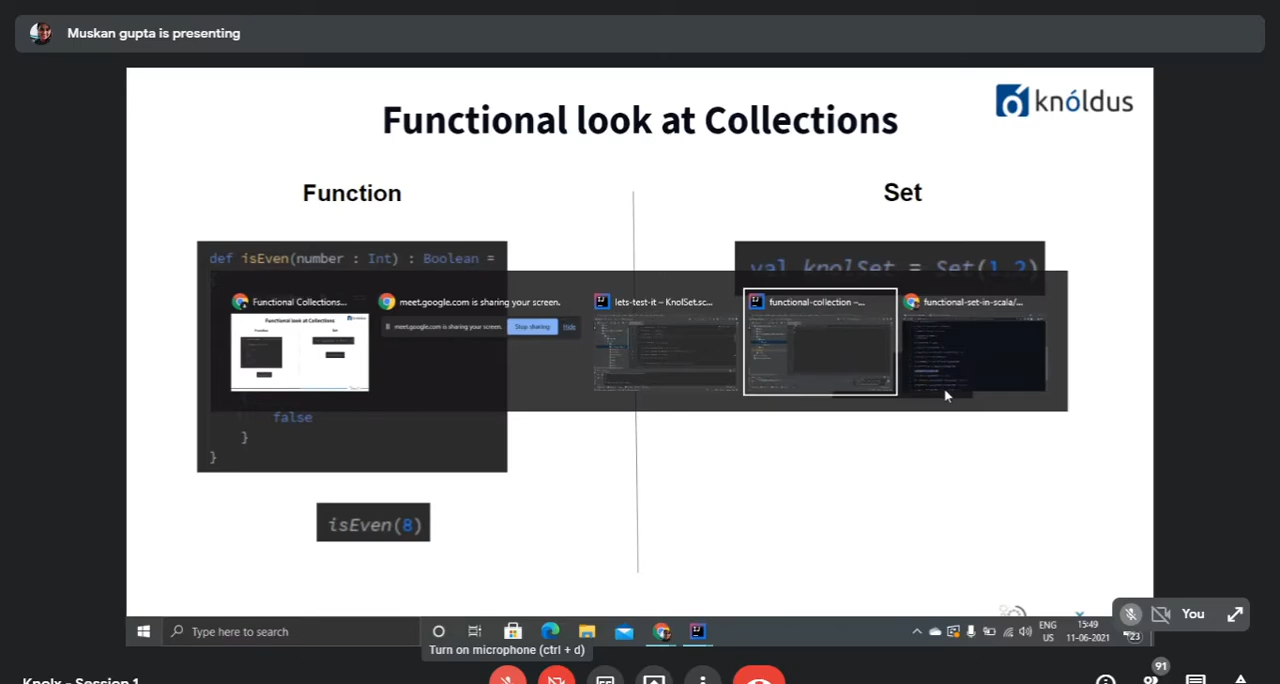 Muskan gupta is presenting
knóldus
Functional look at Collections
Function
Set
def isEven(number : Int) : Boolean =
val knolSet = Set(1,2)
Functional Collections...
meet.google.com is sharing your screen.
lets-test-it – KnolSet.sc...
functional-collection –...
functional-set-in-scala/...
Functional look at Collections
meet.google.com is sharing your screen.
Stop sharing
Hide
false
}
}
isEven(8)
You
Type here to search
ENG
US
15:49
11-06-2021
23
Turn on microphone (ctrl + d)
91
Knolx - Session 1